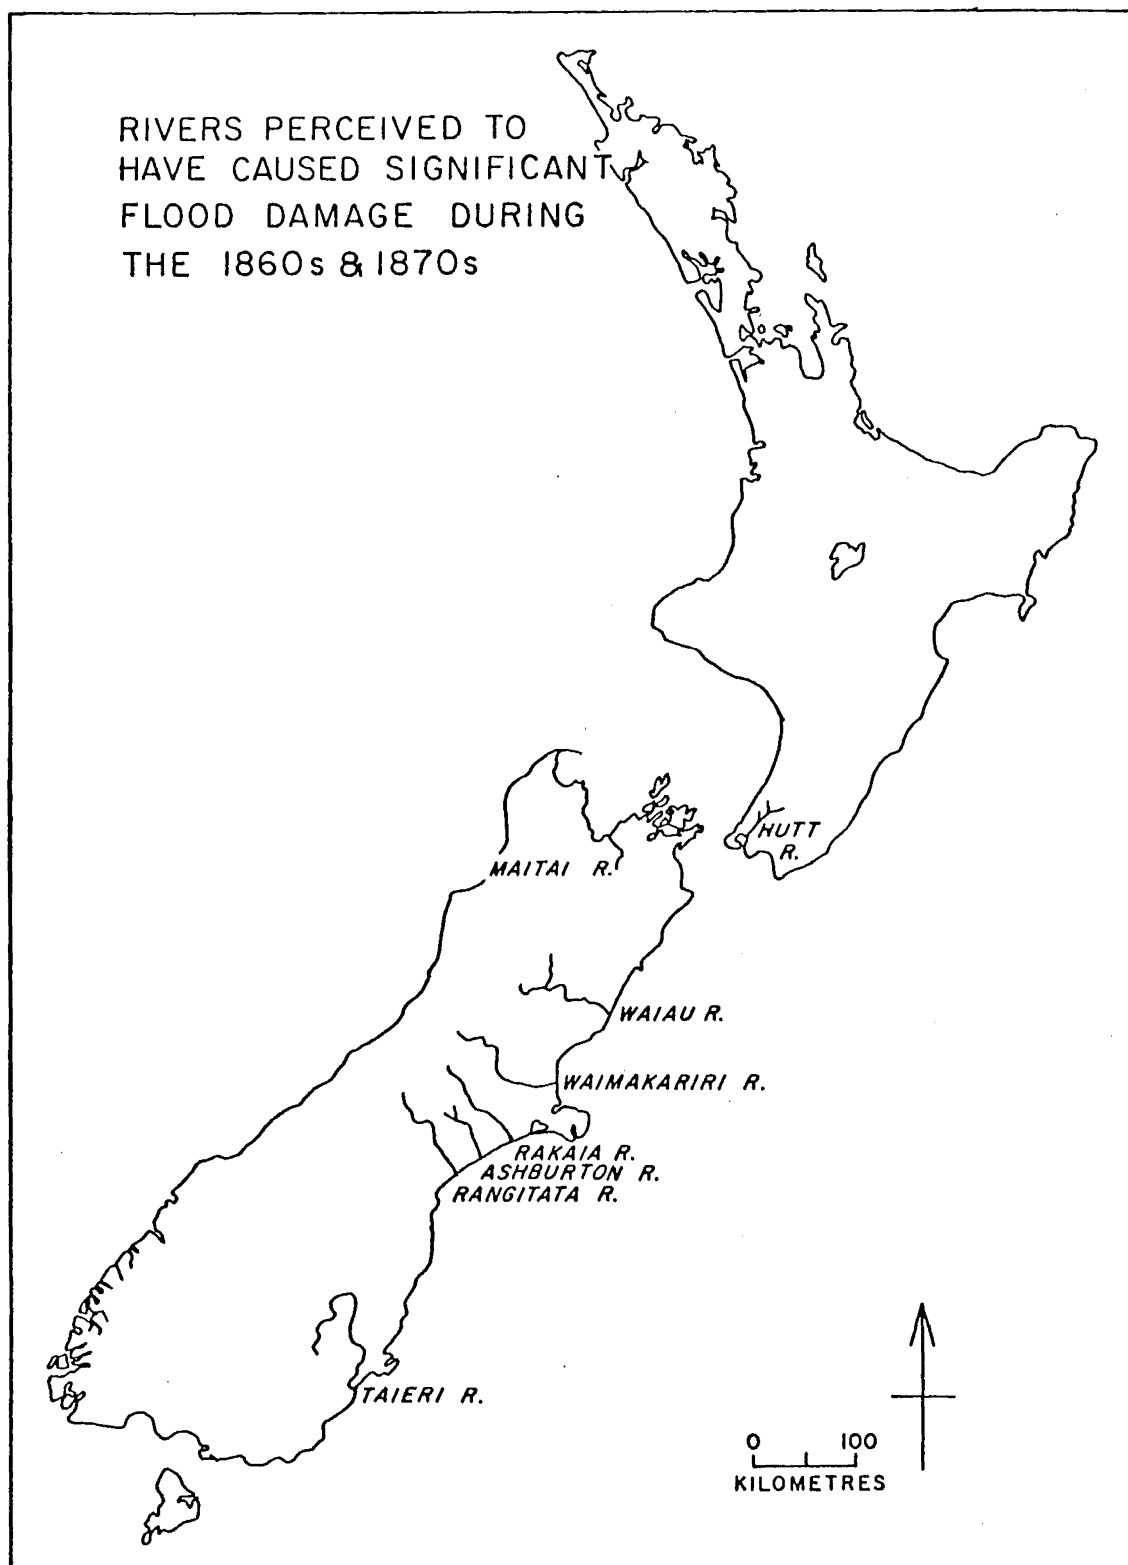 RIVERS PERCEIVED TO
HAVE CAUSED SIGNIFICANT
FLOOD DAMAGE DURING
THE 1860s & 1870s
HUTT
R.
MAITAI R.
WAIAU R.
WAIMAKARIRI R.
RAKAIA R.
ASHBURTON R.
RANGITATA R.
TAIERI R.
0 100
KILOMETRES